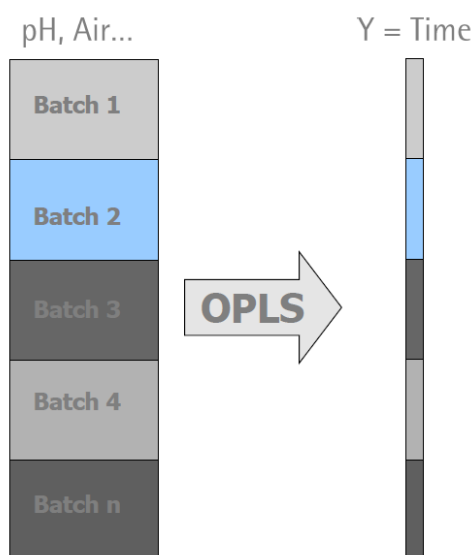 pH, Air...
Y = Time
Batch 1
Batch 2
Batch 3
OPLS
Batch 4
Batch n